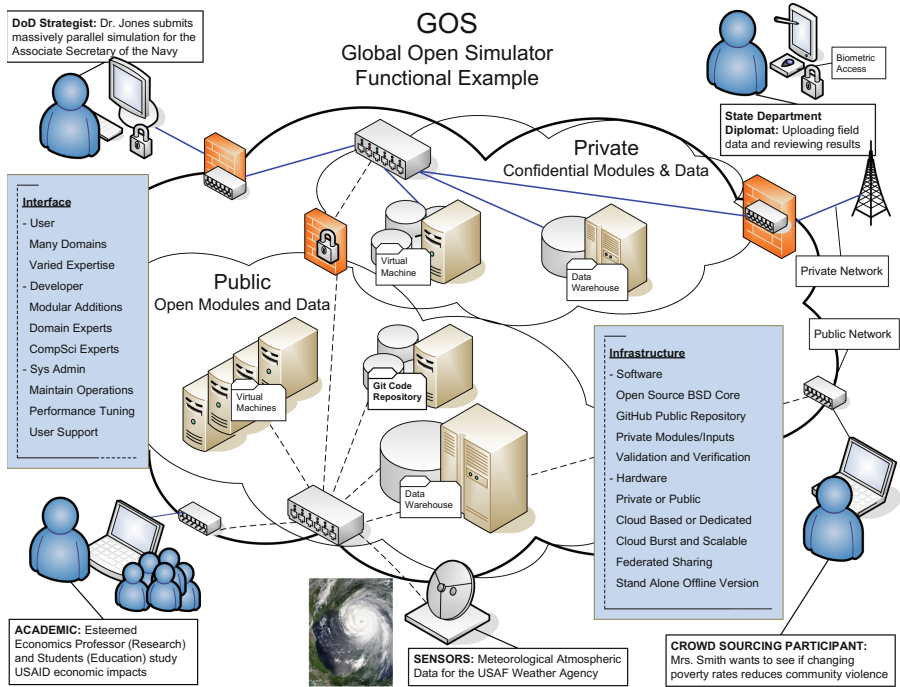 DoD Strategist: Dr. Jones submits
massively parallel simulation for the
Associate Secretary of the Navy
GOS
Global Open Simulator
Functional Example
Biometric
Access
State Department
Diplomat: Uploading field
data and reviewing results
Private
Confidential Modules & Data
Virtual
Machine
Data
Warehouse
Private Network
Public Network
Interface
- User
Many Domains
Varied Expertise
- Developer
Modular Additions
Domain Experts
CompSci Experts
- Sys Admin
Maintain Operations
Performance Tuning
User Support
Public
Open Modules and Data
Virtual
Machines
Git Code
Repository
Data
Warehouse
Infrastructure
- Software
Open Source BSD Core
GitHub Public Repository
Private Modules/Inputs
Validation and Verification
- Hardware
Private or Public
Cloud Based or Dedicated
Cloud Burst and Scalable
Federated Sharing
Stand Alone Offline Version
ACADEMIC: Esteemed
Economics Professor (Research)
and Students (Education) study
USAID economic impacts
SENSORS: Meteorological Atmospheric
Data for the USAF Weather Agency
CROWD SOURCING PARTICIPANT:
Mrs. Smith wants to see if changing
poverty rates reduces community violence